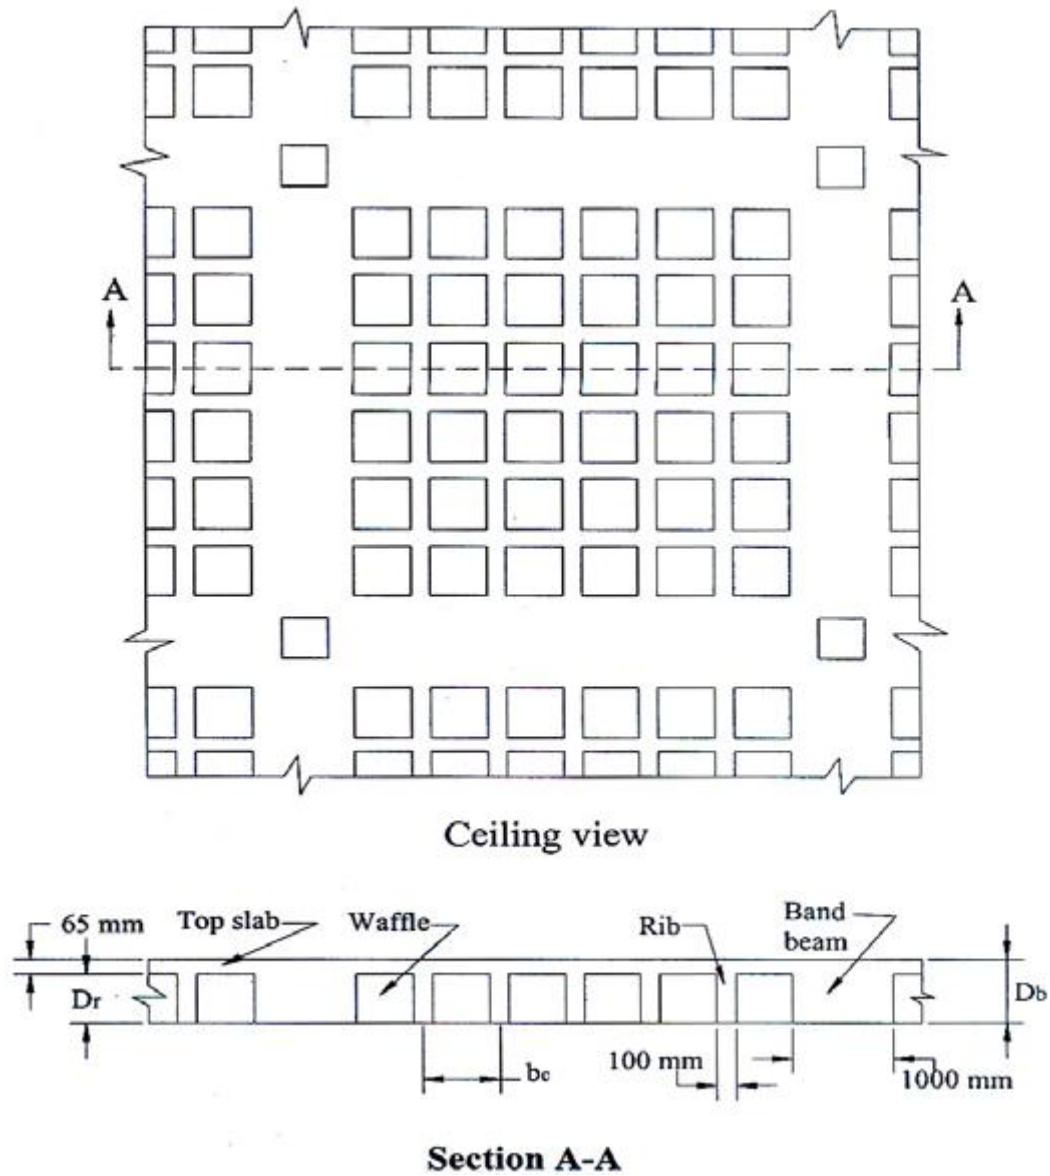 A
A
Ceiling view
65 mm
Top slab
Waffle
Rib
Band
beam
Dr
Db
bc
100 mm
1000 mm
Section A-A